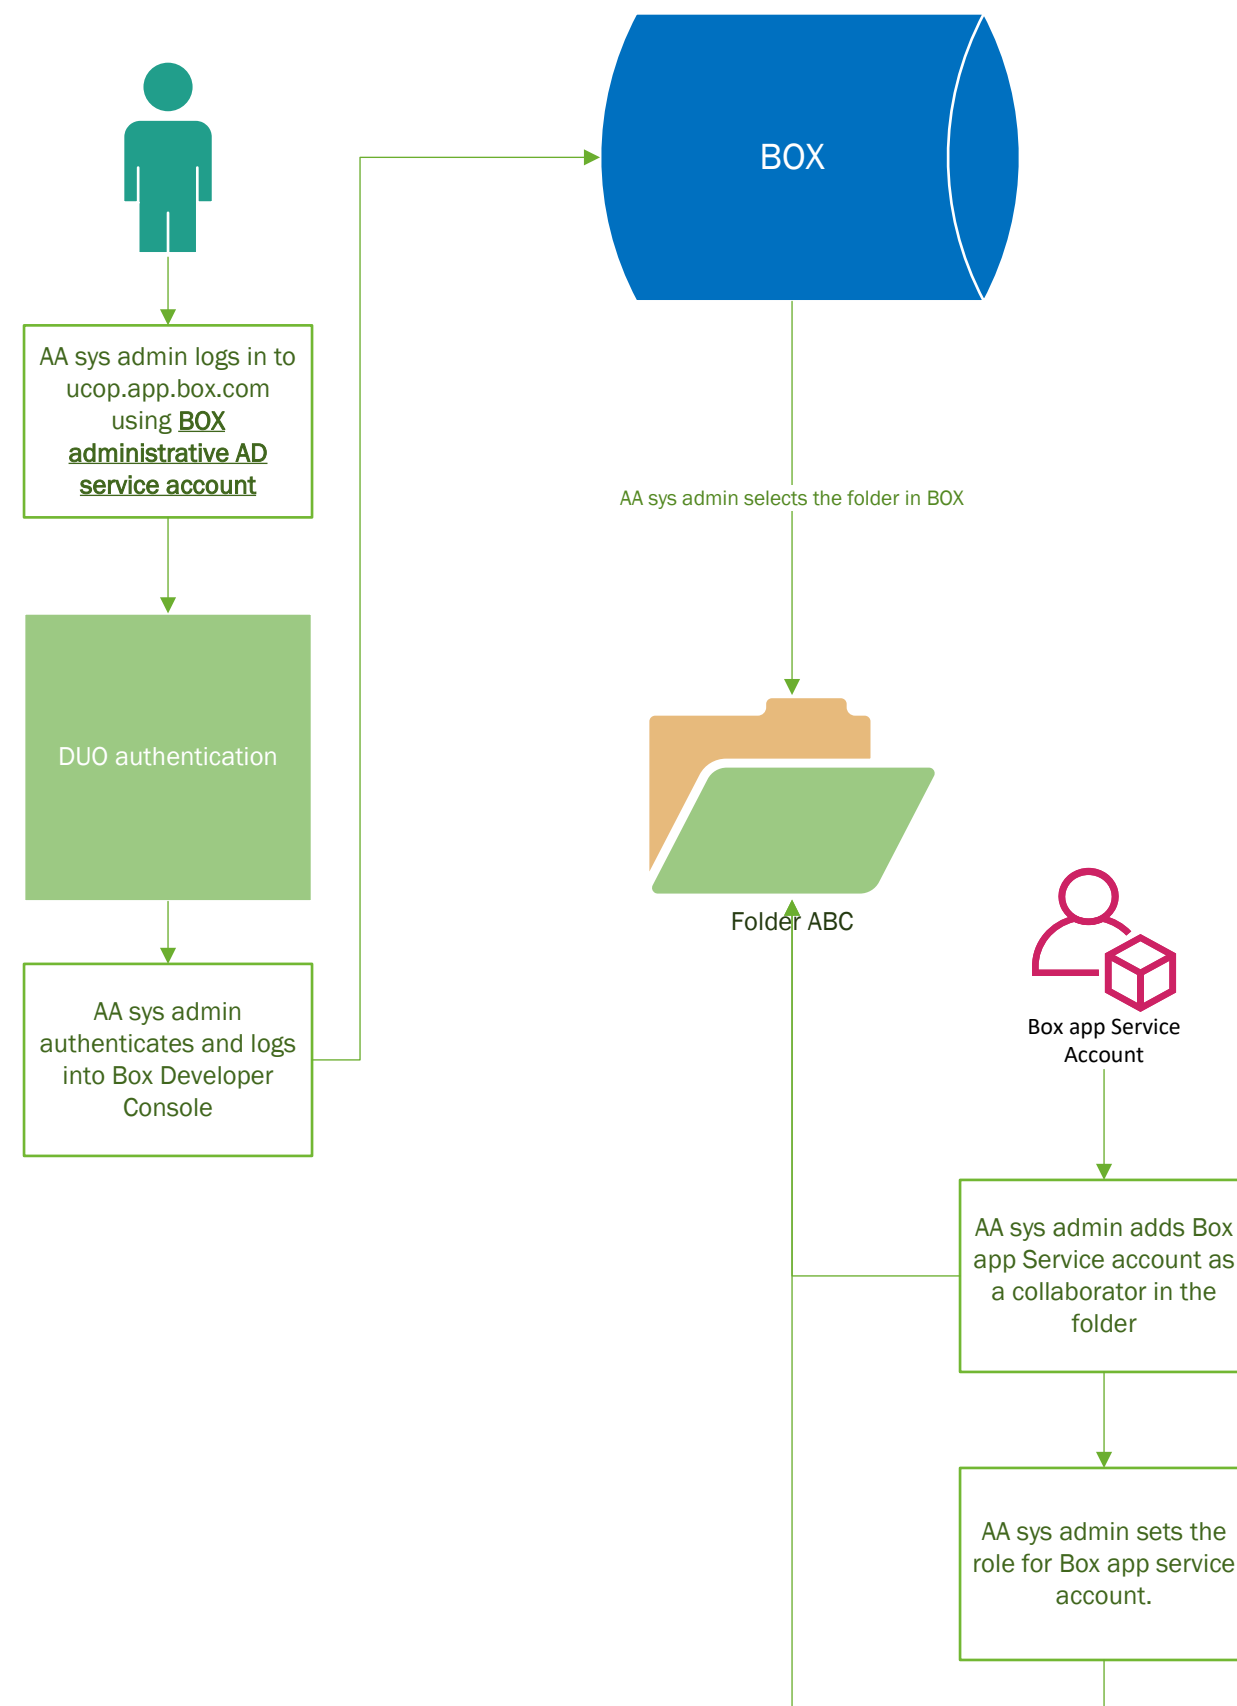 BOX
AA sys admin logs in to
ucop.app.box.com
using BOX
administrative AD
service account
AA sys admin selects the folder in BOX
DUO authentication
Folder ABC
AA sys admin
authenticates and logs
into Box Developer
Console
Box app Service
Account
AA sys admin adds Box
app Service account as
a collaborator in the
folder
AA sys admin sets the
role for Box app service
account.